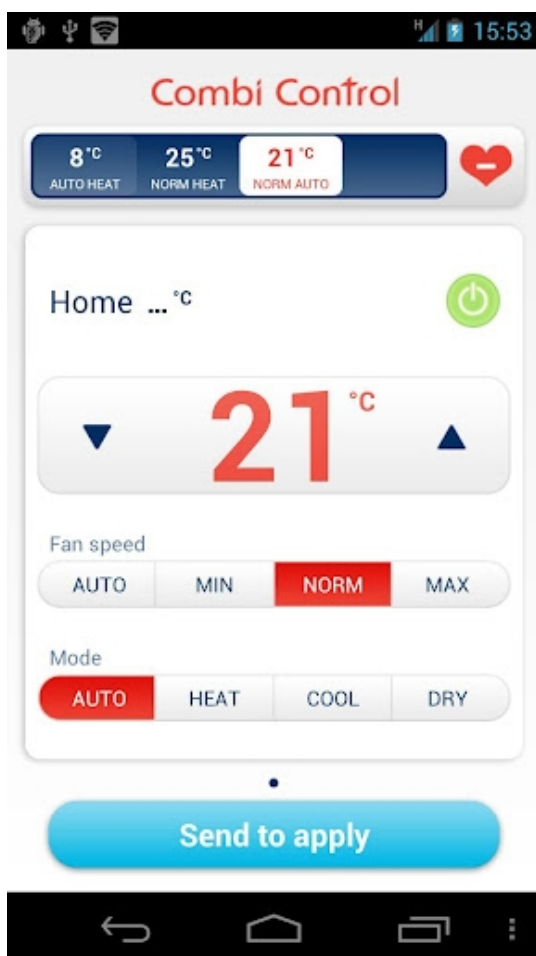 H 15:53
Combi Control
8°C 25°C 21°C
AUTO HEAT NORM HEAT NORM AUTO
Home ... °C
21 °C
Fan speed
AUTO MIN NORM MAX
Mode
AUTO HEAT COOL DRY
Send to apply